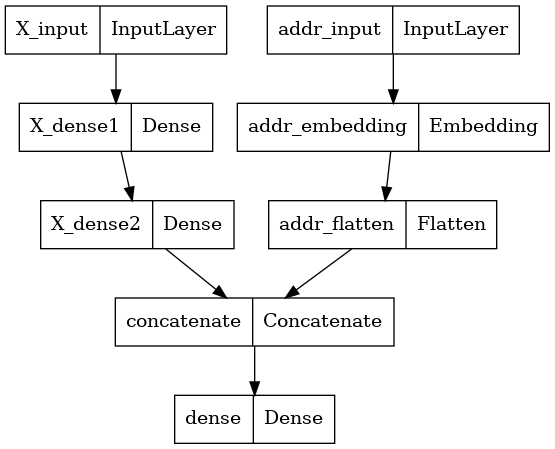 X_input InputLayer
addr_input InputLayer
X_dense1 Dense
addr_embedding Embedding
X_dense2 Dense
addr_flatten Flatten
concatenate Concatenate
dense Dense